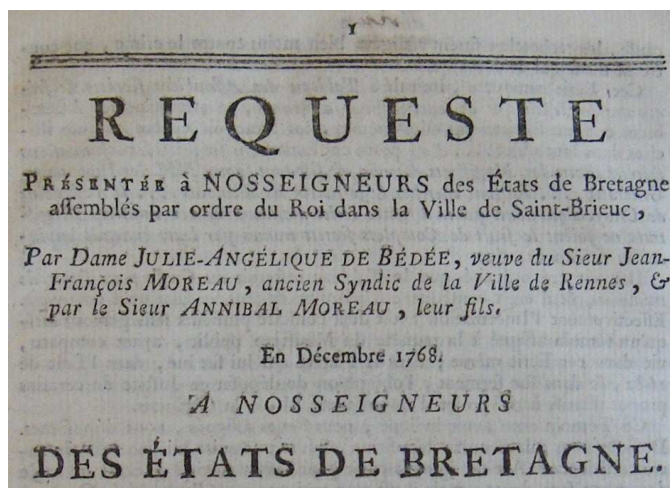 1
REQUESTE
PRÉSENTÉE à NOSSEIGNEURS des États de Bretagne
assemblés par ordre du Roi dans la Ville de Saint-Brieuc,
Par Dame JULIE-ANGÉLIQUE DE BÉDÉE, veuve du Sieur Jean-
François MOREAU, ancien Syndic de la Ville de Rennes, &
par le Sieur ANNIBAL MOREAU, leur fils.
En Décembre 1768.
A NOSSEIGNEURS
DES ÉTATS DE BRETAGNE.